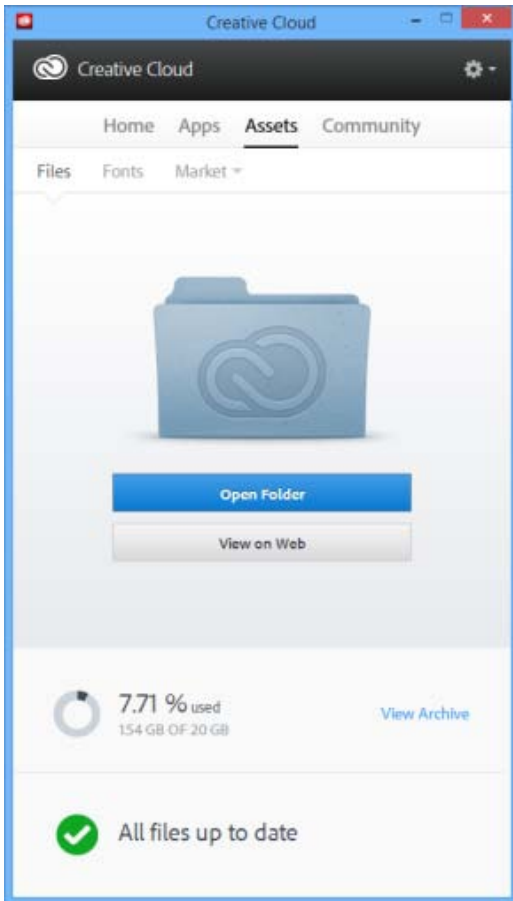 Creative Cloud
Creative Cloud
Home Apps Assets Community
Files Fonts Market
Open Folder
View on Web
7.71 % used
1.54 GB OF 20 GB
View Archive
All files up to date